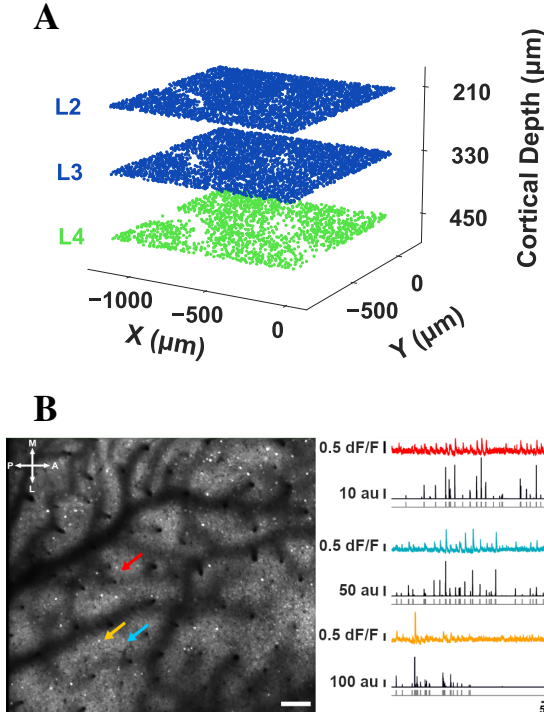 A
L2
L3
L4
210
330
450
Cortical Depth (µm)
−1000
−500
0
X (µm)
−500
0
Y (µm)
B
M
P A
L
0.5 dF/F
10 au
0.5 dF/F
50 au
0.5 dF/F
100 au
5